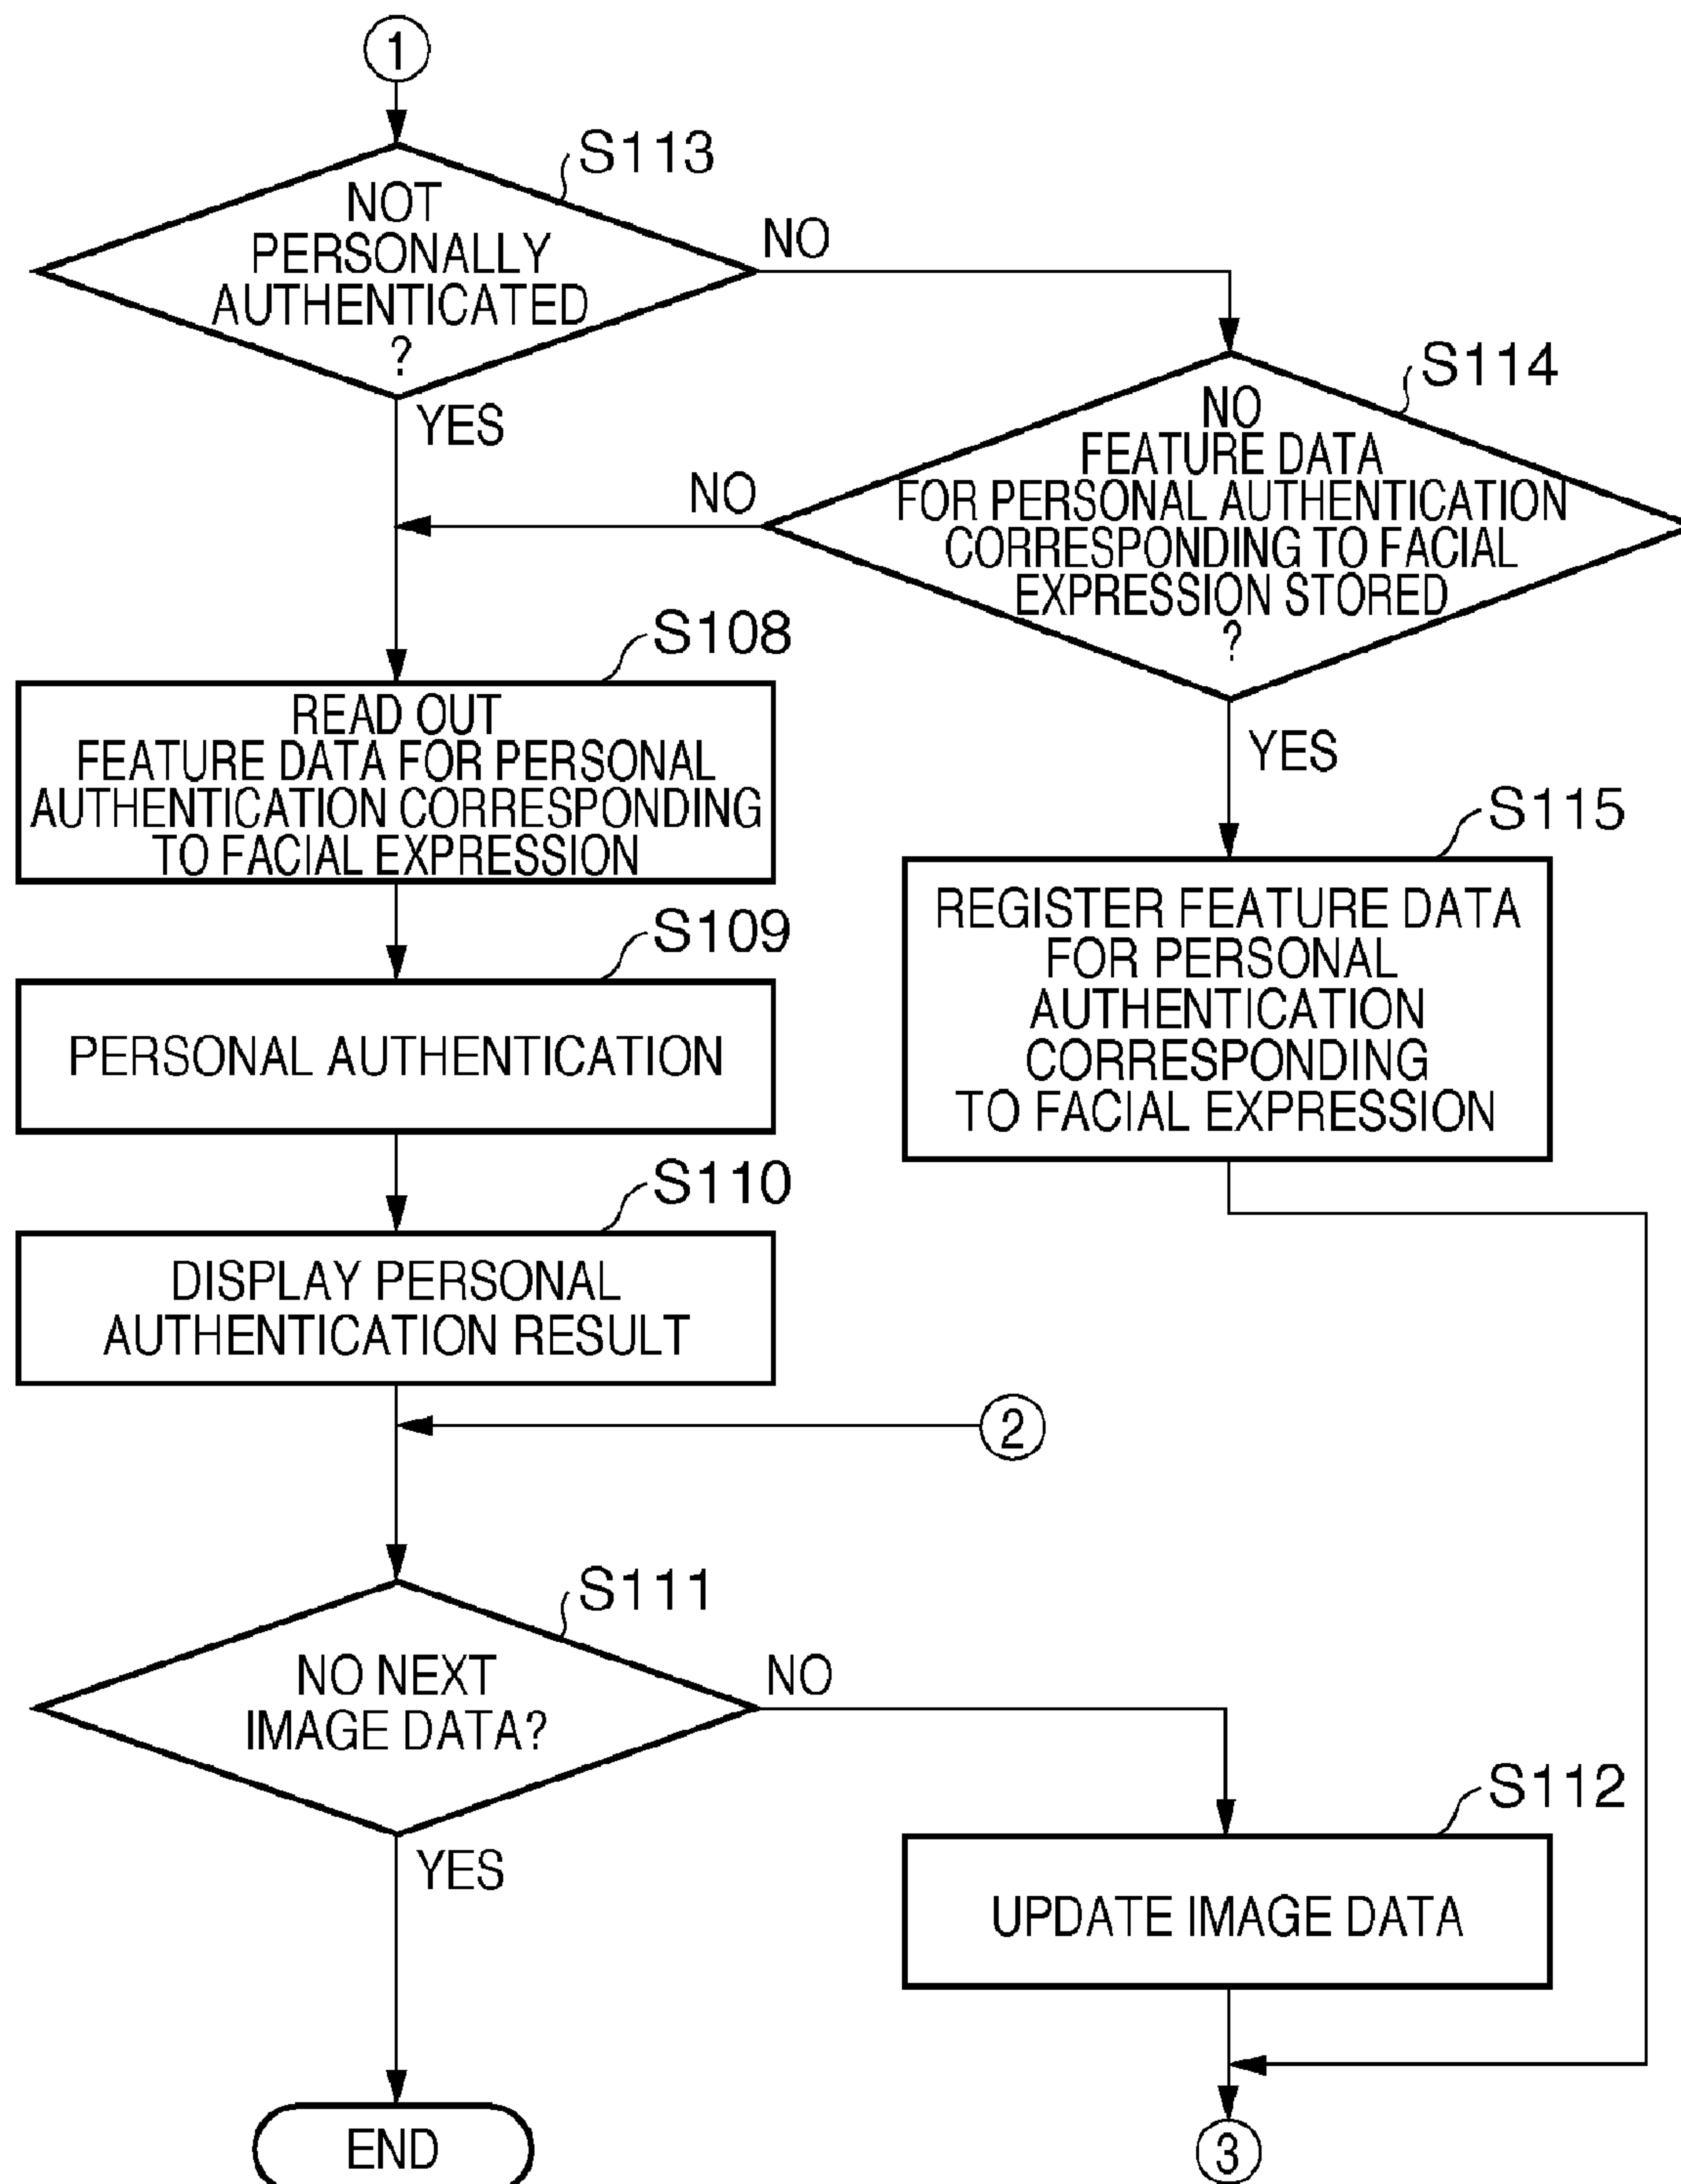 1
S113
NOT
PERSONALLY
AUTHENTICATED
?
NO
YES
S114
NO
FEATURE DATA
FOR PERSONAL AUTHENTICATION
CORRESPONDING TO FACIAL
EXPRESSION STORED
?
NO
YES
S108
READ OUT
FEATURE DATA FOR PERSONAL
AUTHENTICATION CORRESPONDING
TO FACIAL EXPRESSION
S115
REGISTER FEATURE DATA
FOR PERSONAL
AUTHENTICATION
CORRESPONDING
TO FACIAL EXPRESSION
S109
PERSONAL AUTHENTICATION
S110
DISPLAY PERSONAL
AUTHENTICATION RESULT
2
S111
NO NEXT
IMAGE DATA?
NO
YES
S112
UPDATE IMAGE DATA
END
3